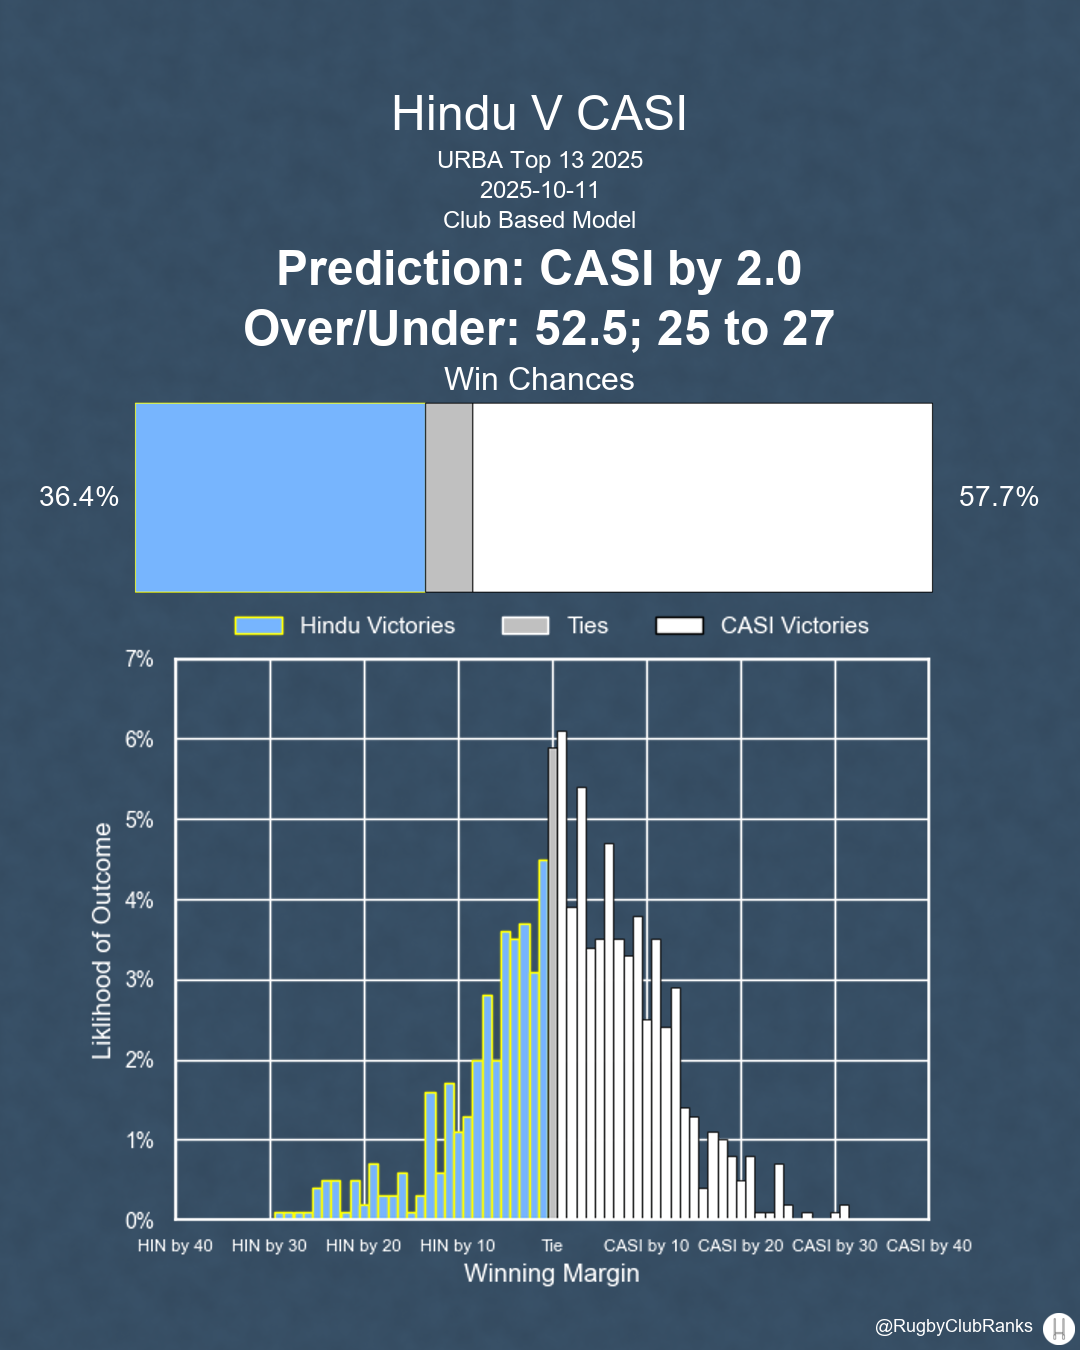 Hindu V CASI
URBA Top 13 2025
2025-10-11
Club Based Model
Prediction: CASI by 2.0
Over/Under: 52.5; 25 to 27
Win Chances
36.4%
57.7%
Hindu Victories Ties CASI Victories
7%
6%
5%
4%
3%
2%
1%
0%
Liklihood of Outcome
HIN by 40 HIN by 30 HIN by 20 HIN by 10 Tie CASI by 10 CASI by 20 CASI by 30 CASI by 40
Winning Margin
@RugbyClubRanks